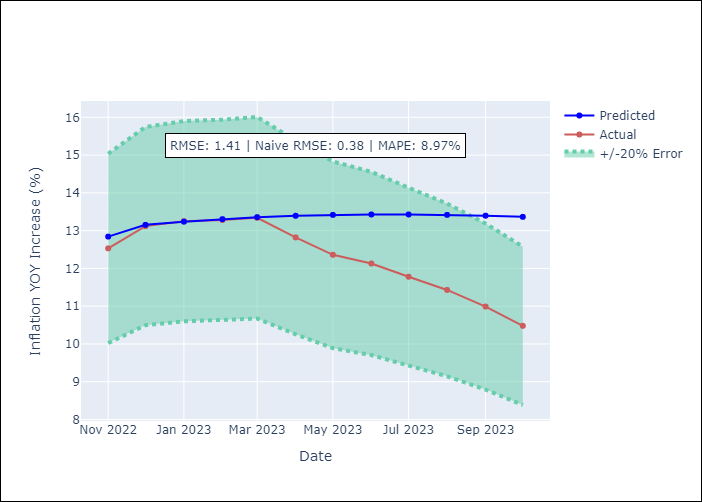 RMSE: 1.41 | Naive RMSE: 0.38 | MAPE: 8.97%
Predicted
Actual
+/-20% Error
Inflation YOY Increase (%)
16
15
14
13
12
11
10
9
8
Nov 2022 Jan 2023 Mar 2023 May 2023 Jul 2023 Sep 2023
Date